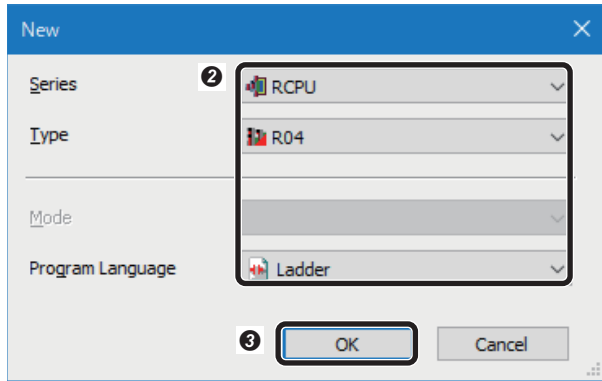 New
Series ❷ RCPU
Type R04
Mode
Program Language Ladder
❸ OK Cancel